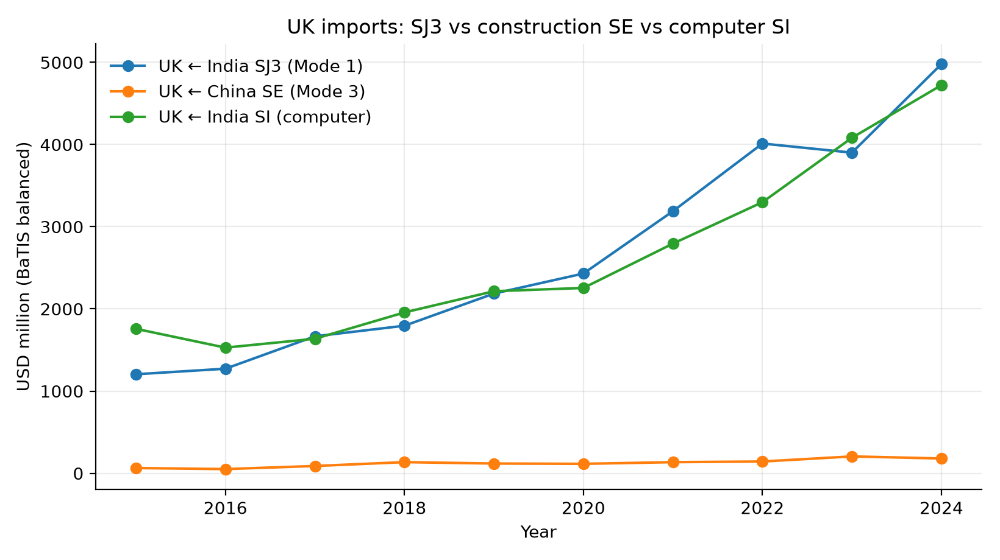 UK imports: SJ3 vs construction SE vs computer SI
UK ← India SJ3 (Mode 1)
UK ← China SE (Mode 3)
UK ← India SI (computer)
USD million (BaTIS balanced)
5000
4000
3000
2000
1000
0
2016 2018 2020 2022 2024
Year